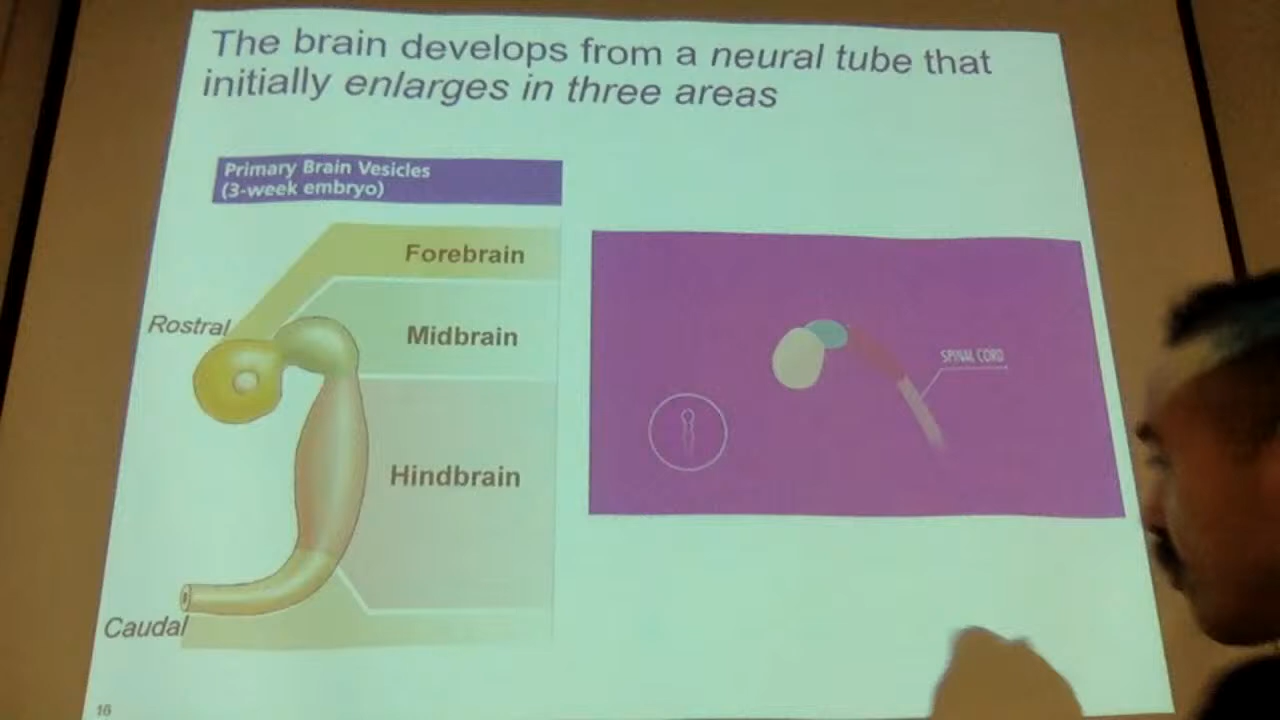 The brain develops from a neural tube that
initially enlarges in three areas
Primary Brain Vesicles
(3-week embryo)
Forebrain
Rostral
Midbrain
SPINAL CORD
Hindbrain
Caudal
16